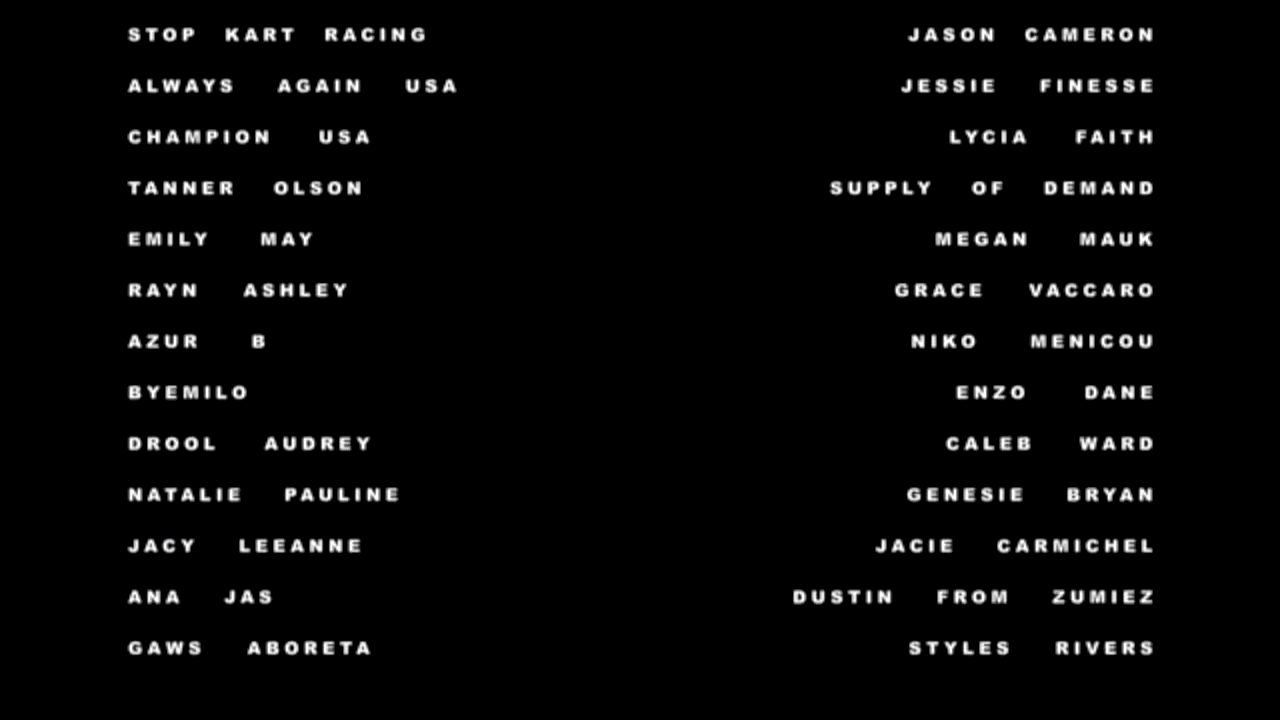 STOP KART RACING JASON CAMERON
ALWAYS AGAIN USA JESSIE FINESSE
CHAMPION USA LYCIA FAITH
TANNER OLSON SUPPLY OF DEMAND
EMILY MAY MEGAN MAUK
RAYN ASHLEY GRACE VACCARO
AZUR B NIKO MENICOU
BYEMILO ENZO DANE
DROOL AUDREY CALEB WARD
NATALIE PAULINE GENESIE BRYAN
JACY LEEANNE JACIE CARMICHEL
ANA JAS DUSTIN FROM ZUMIEZ
GAWS ABORETA STYLES RIVERS